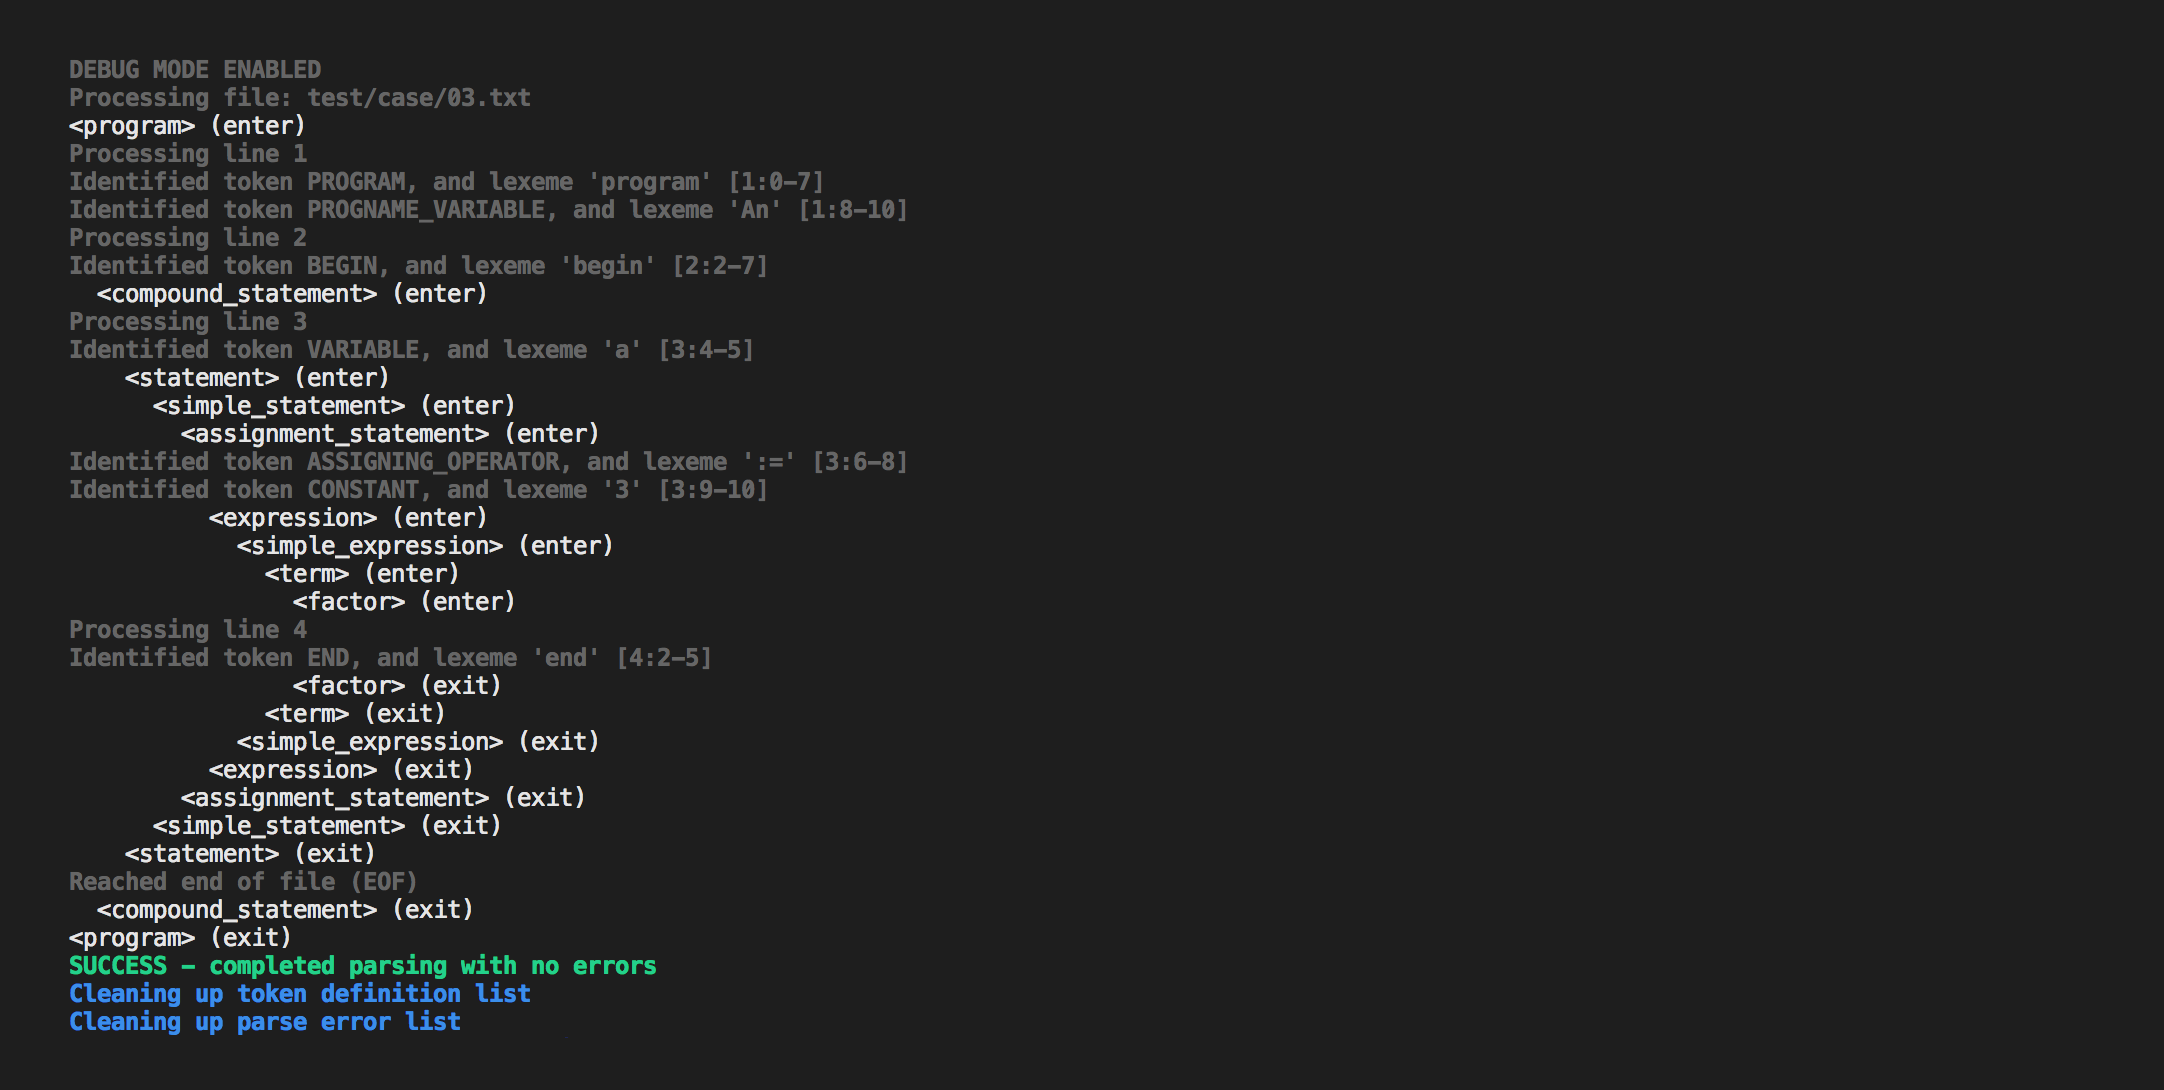 DEBUG MODE ENABLED
Processing file: test/case/03.txt
<program> (enter)
Processing line 1
Identified token PROGRAM, and lexeme 'program' [1:0–7]
Identified token PROGNAME_VARIABLE, and lexeme 'An' [1:8–10]
Processing line 2
Identified token BEGIN, and lexeme 'begin' [2:2–7]
  <compound_statement> (enter)
Processing line 3
Identified token VARIABLE, and lexeme 'a' [3:4–5]
    <statement> (enter)
      <simple_statement> (enter)
        <assignment_statement> (enter)
Identified token ASSIGNING_OPERATOR, and lexeme ':=' [3:6–8]
Identified token CONSTANT, and lexeme '3' [3:9–10]
          <expression> (enter)
            <simple_expression> (enter)
              <term> (enter)
                <factor> (enter)
Processing line 4
Identified token END, and lexeme 'end' [4:2–5]
                <factor> (exit)
              <term> (exit)
            <simple_expression> (exit)
          <expression> (exit)
        <assignment_statement> (exit)
      <simple_statement> (exit)
    <statement> (exit)
Reached end of file (EOF)
  <compound_statement> (exit)
<program> (exit)
SUCCESS – completed parsing with no errors
Cleaning up token definition list
Cleaning up parse error list